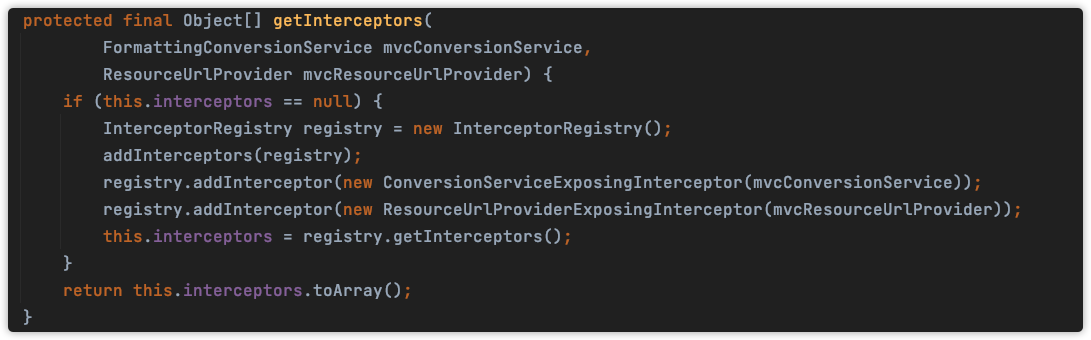 protected final Object[] getInterceptors(
        FormattingConversionService mvcConversionService,
        ResourceUrlProvider mvcResourceUrlProvider) {
    if (this.interceptors == null) {
        InterceptorRegistry registry = new InterceptorRegistry();
        addInterceptors(registry);
        registry.addInterceptor(new ConversionServiceExposingInterceptor(mvcConversionService));
        registry.addInterceptor(new ResourceUrlProviderExposingInterceptor(mvcResourceUrlProvider));
        this.interceptors = registry.getInterceptors();
    }
    return this.interceptors.toArray();
}